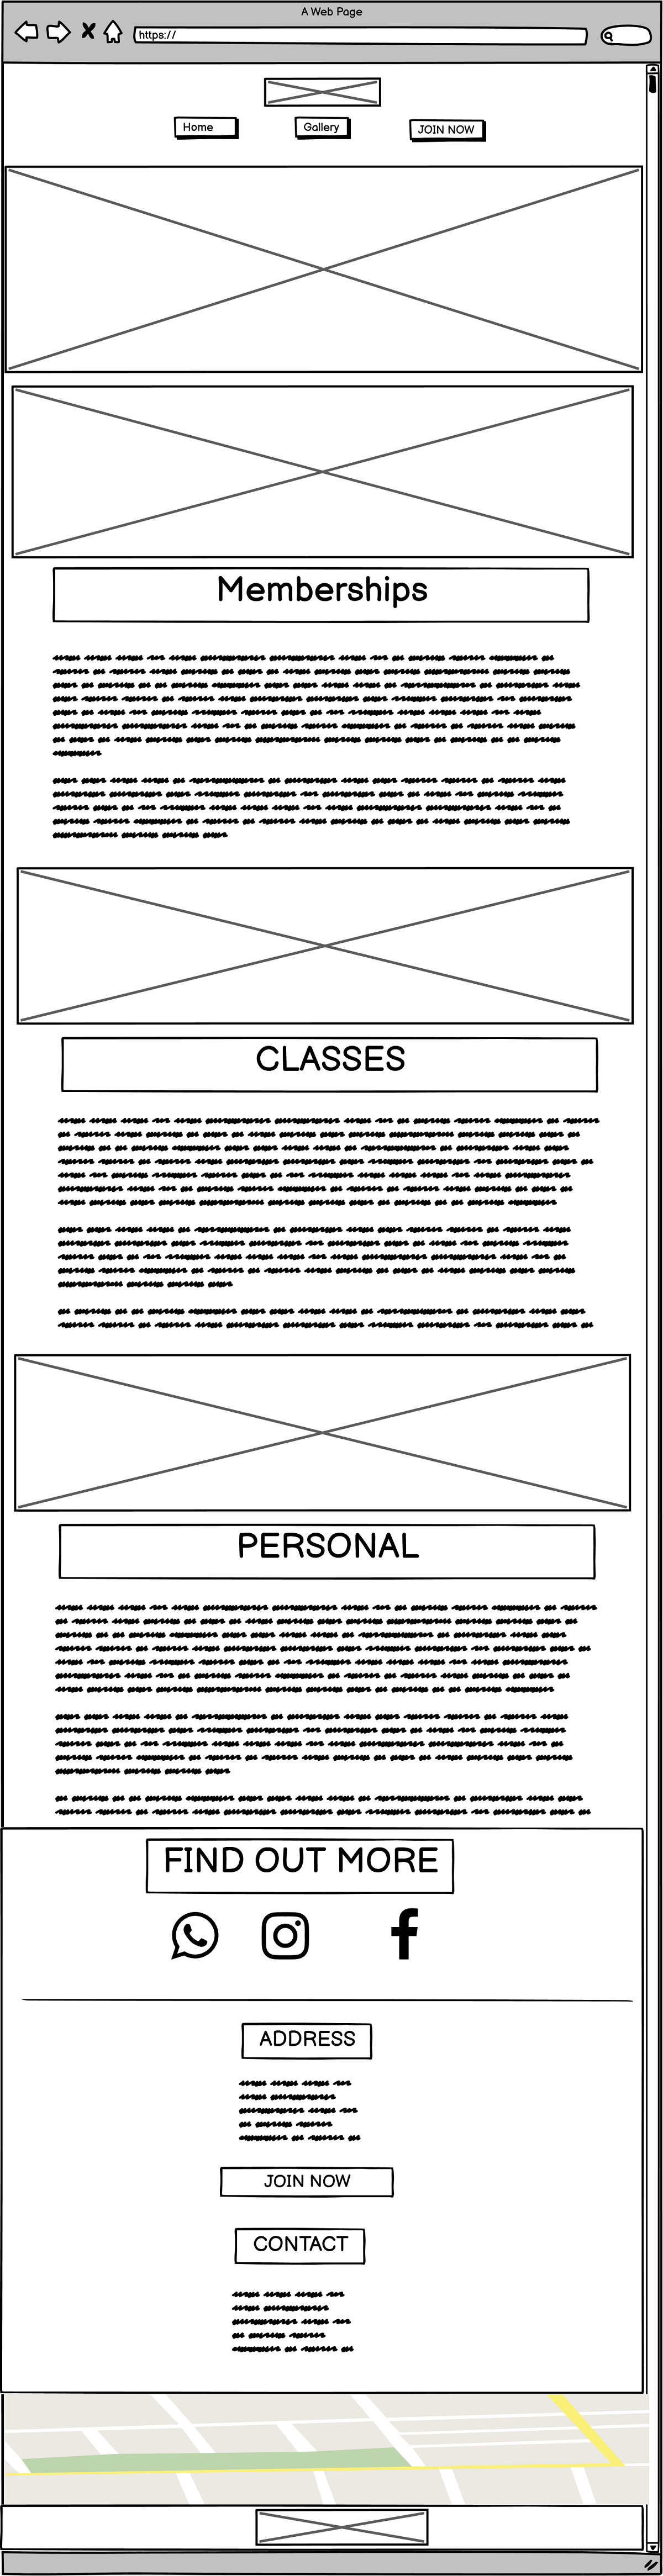 A Web Page
https://
Home
Gallery
JOIN NOW
Memberships
CLASSES
PERSONAL
FIND OUT MORE
ADDRESS
JOIN NOW
CONTACT